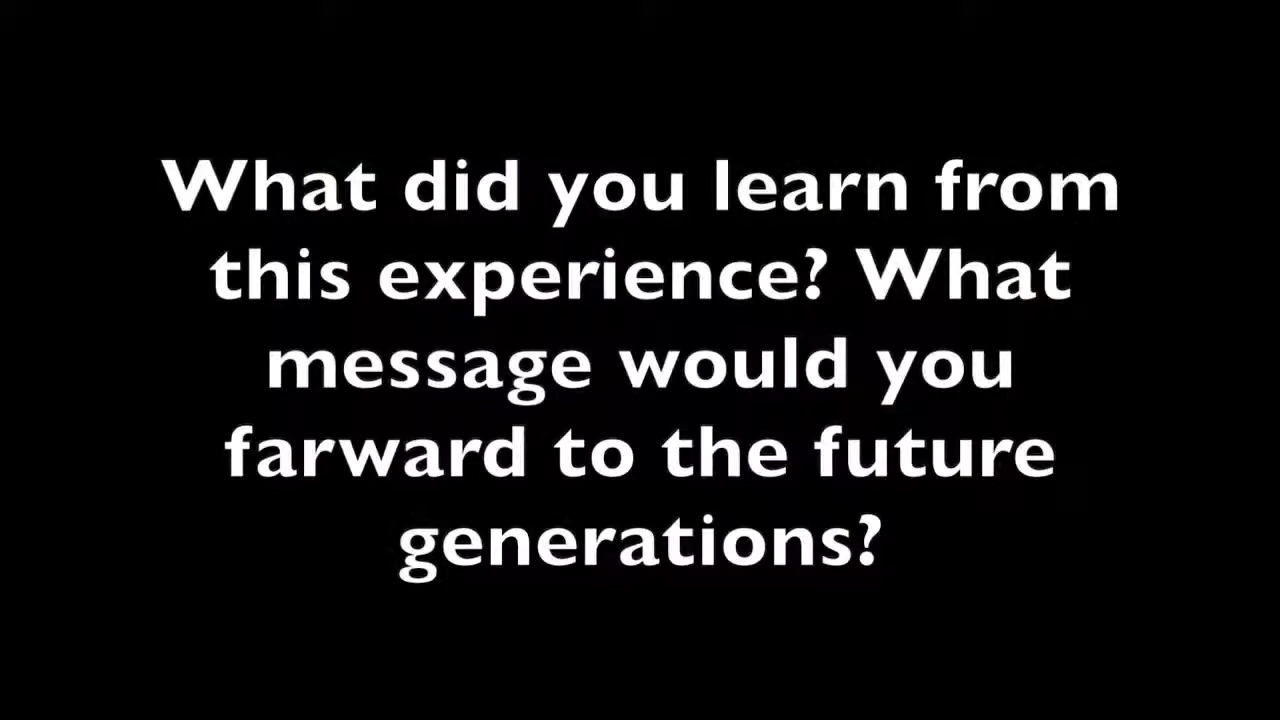 What did you learn from
this experience? What
message would you
farward to the future
generations?